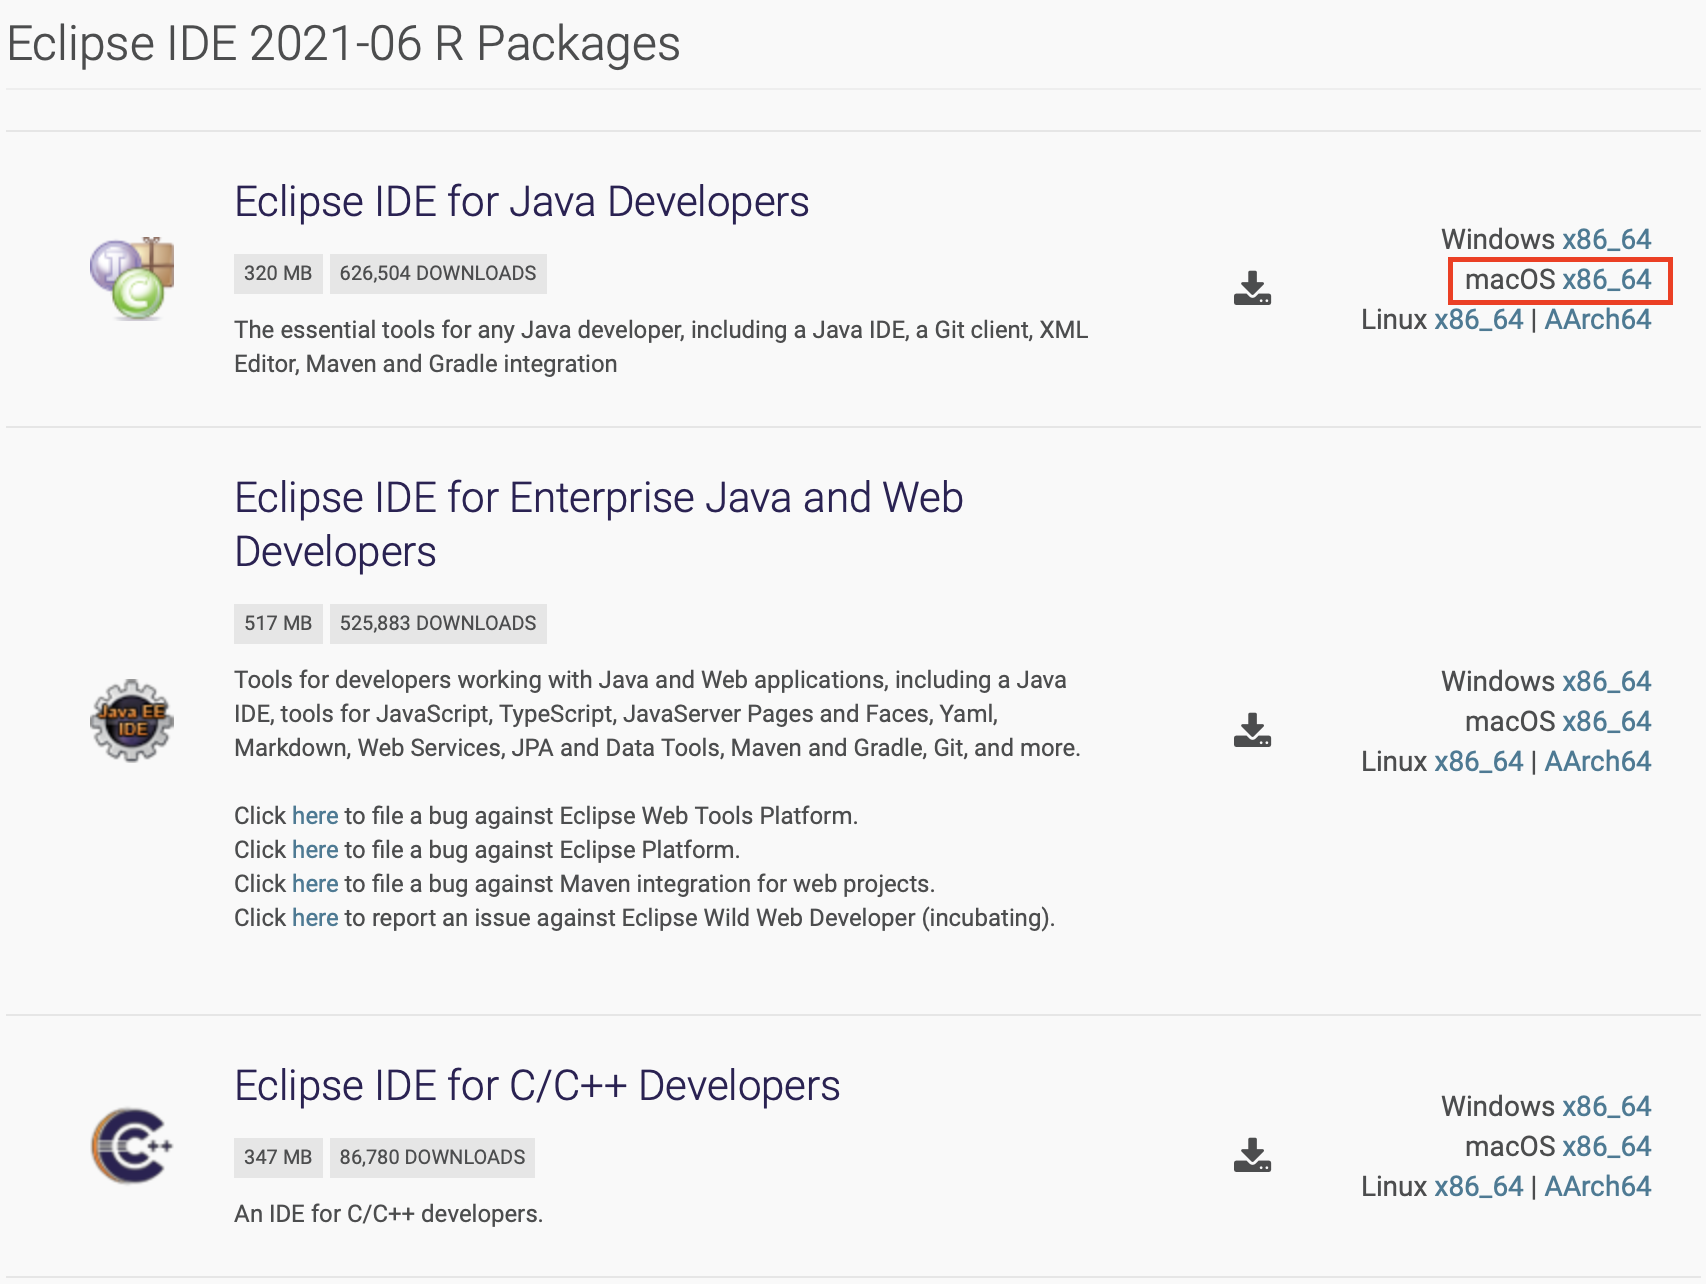 Eclipse IDE 2021-06 R Packages
Eclipse IDE for Java Developers
320 MB 626,504 DOWNLOADS
The essential tools for any Java developer, including a Java IDE, a Git client, XML
Editor, Maven and Gradle integration
Windows x86_64
macOS x86_64
Linux x86_64 | AArch64
Eclipse IDE for Enterprise Java and Web
Developers
517 MB 525,883 DOWNLOADS
Java EE
IDE
Tools for developers working with Java and Web applications, including a Java
IDE, tools for JavaScript, TypeScript, JavaServer Pages and Faces, Yaml,
Markdown, Web Services, JPA and Data Tools, Maven and Gradle, Git, and more.
Click here to file a bug against Eclipse Web Tools Platform.
Click here to file a bug against Eclipse Platform.
Click here to file a bug against Maven integration for web projects.
Click here to report an issue against Eclipse Wild Web Developer (incubating).
Windows x86_64
macOS x86_64
Linux x86_64 | AArch64
Eclipse IDE for C/C++ Developers
C++
347 MB 86,780 DOWNLOADS
An IDE for C/C++ developers.
Windows x86_64
macOS x86_64
Linux x86_64 | AArch64